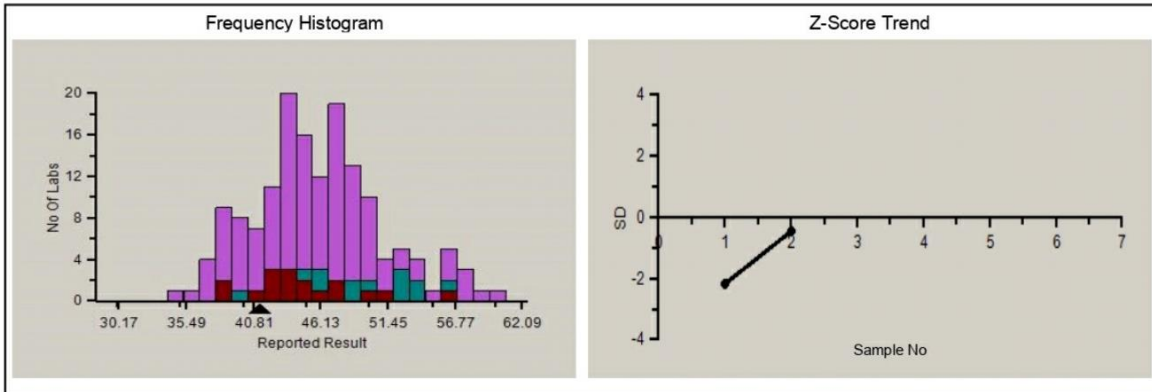 Frequency Histogram
20
16
12
8
4
0
No Of Labs
30.17 35.49 40.81 46.13 51.45 56.77 62.09
Reported Result
Z-Score Trend
4
2
0
-2
-4
SD
0 1 2 3 4 5 6 7
Sample No